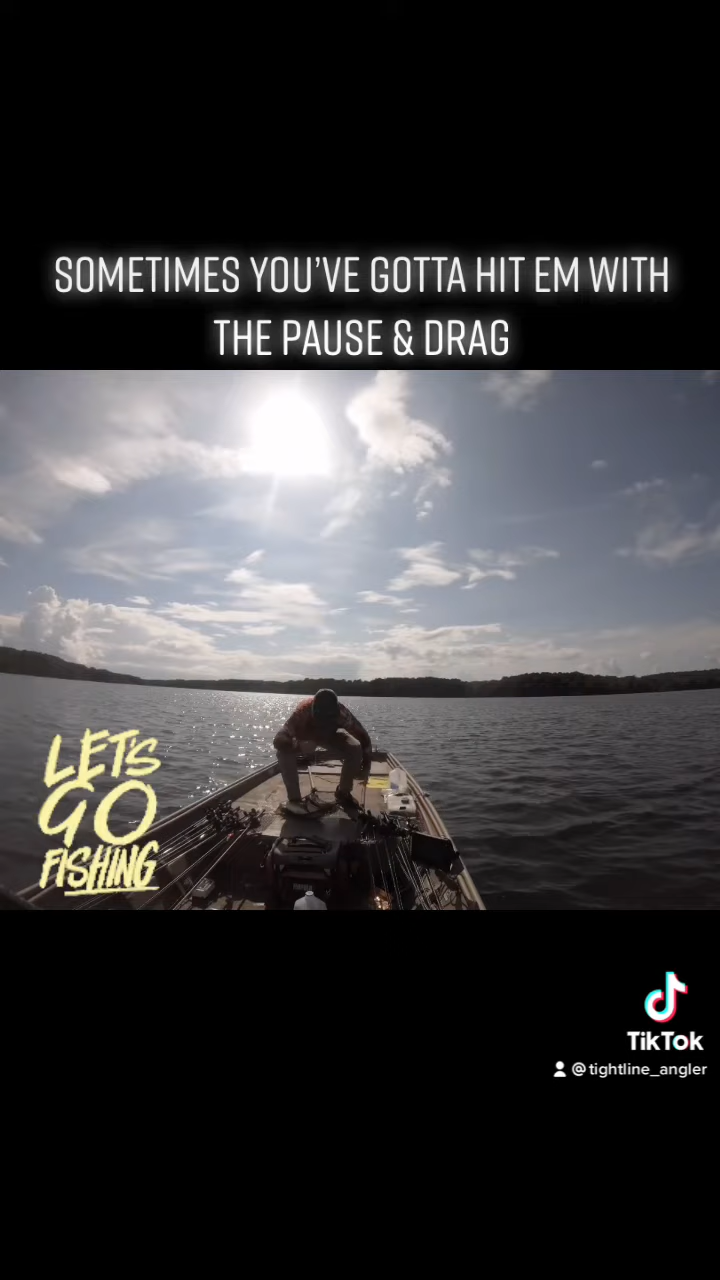 SOMETIMES YOU'VE GOTTA HIT EM WITH
THE PAUSE & DRAG
LET'S
GO
FISHING
TikTok
@tightline_angler